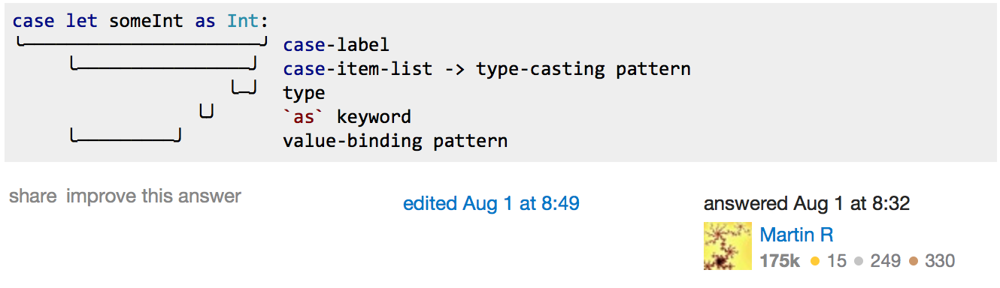 case let someInt as Int:
case-label
case-item-list -> type-casting pattern
type
`as` keyword
value-binding pattern
share improve this answer
edited Aug 1 at 8:49
answered Aug 1 at 8:32
Martin R
175k 15 249 330